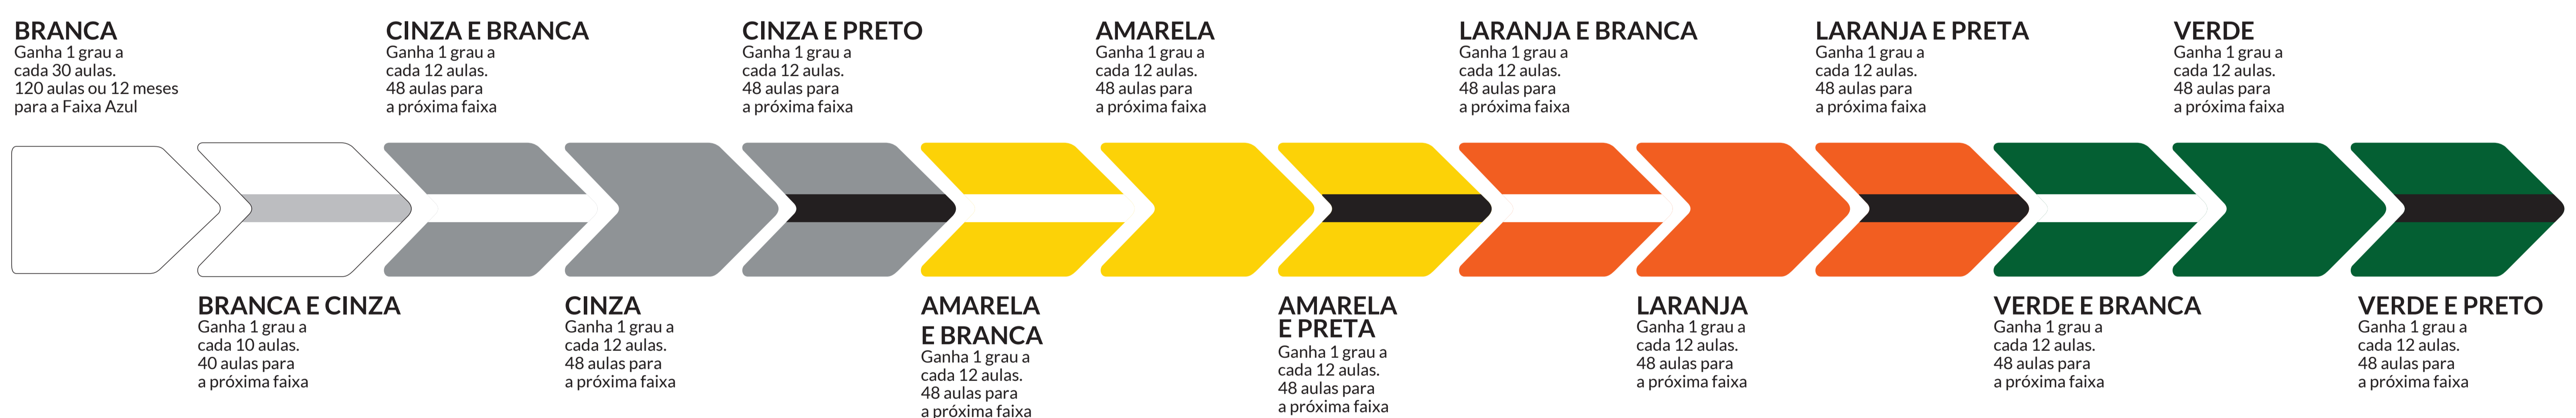 BRANCA
Ganha 1 grau a
cada 30 aulas.
120 aulas ou 12 meses
para a Faixa Azul
CINZA E BRANCA
Ganha 1 grau a
cada 12 aulas.
48 aulas para
a próxima faixa
CINZA E PRETO
Ganha 1 grau a
cada 12 aulas.
48 aulas para
a próxima faixa
AMARELA
Ganha 1 grau a
cada 12 aulas.
48 aulas para
a próxima faixa
LARANJA E BRANCA
Ganha 1 grau a
cada 12 aulas.
48 aulas para
a próxima faixa
LARANJA E PRETA
Ganha 1 grau a
cada 12 aulas.
48 aulas para
a próxima faixa
VERDE
Ganha 1 grau a
cada 12 aulas.
48 aulas para
a próxima faixa
BRANCA E CINZA
Ganha 1 grau a
cada 10 aulas.
40 aulas para
a próxima faixa
CINZA
Ganha 1 grau a
cada 12 aulas.
48 aulas para
a próxima faixa
AMARELA
E BRANCA
Ganha 1 grau a
cada 12 aulas.
48 aulas para
a próxima faixa
AMARELA
E PRETA
Ganha 1 grau a
cada 12 aulas.
48 aulas para
a próxima faixa
LARANJA
Ganha 1 grau a
cada 12 aulas.
48 aulas para
a próxima faixa
VERDE E BRANCA
Ganha 1 grau a
cada 12 aulas.
48 aulas para
a próxima faixa
VERDE E PRETO
Ganha 1 grau a
cada 12 aulas.
48 aulas para
a próxima faixa